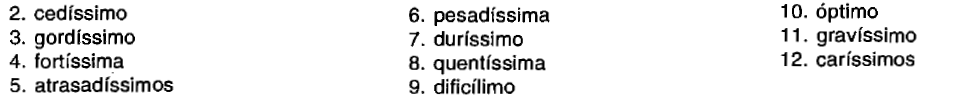 2. cedíssimo
3. gordíssimo
4. fortíssima
5. atrasadíssimos
6. pesadíssima
7. duríssimo
8. quentíssima
9. dificílimo
10. óptimo
11. gravíssimo
12. caríssimos